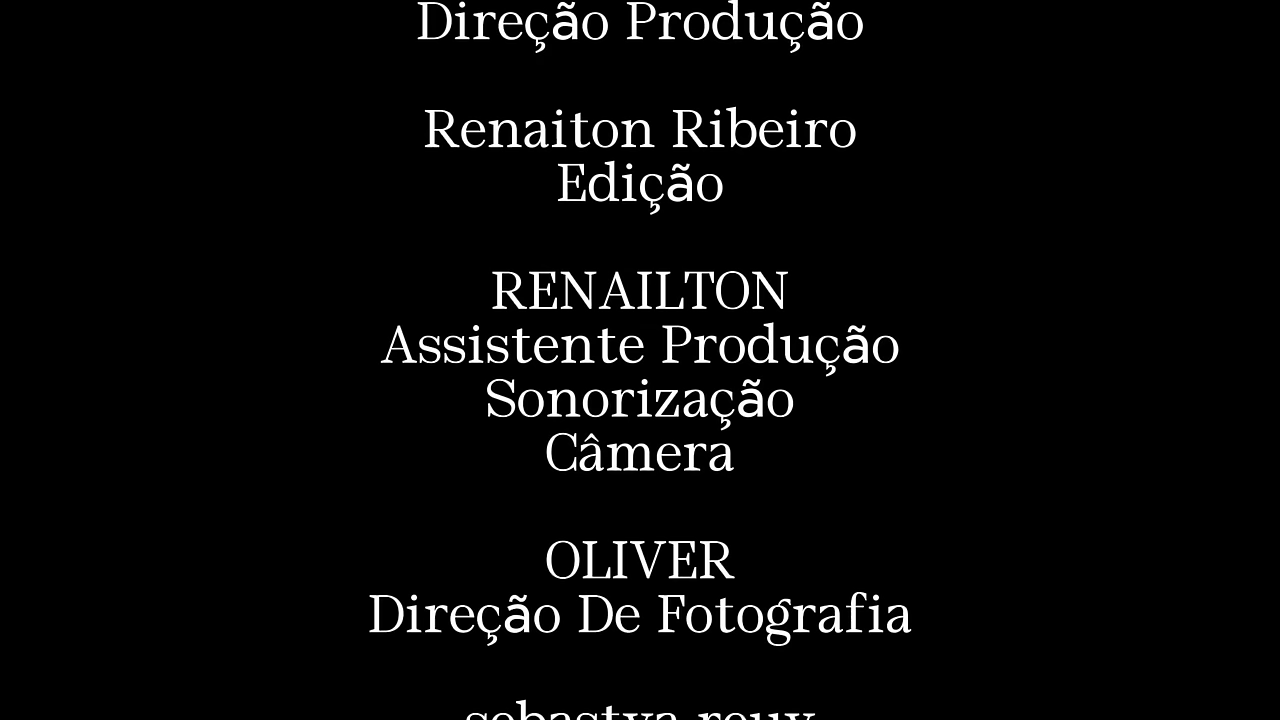 Direção Produção
Renaiton Ribeiro
Edição
RENAILTON
Assistente Produção
Sonorização
Câmera
OLIVER
Direção De Fotografia